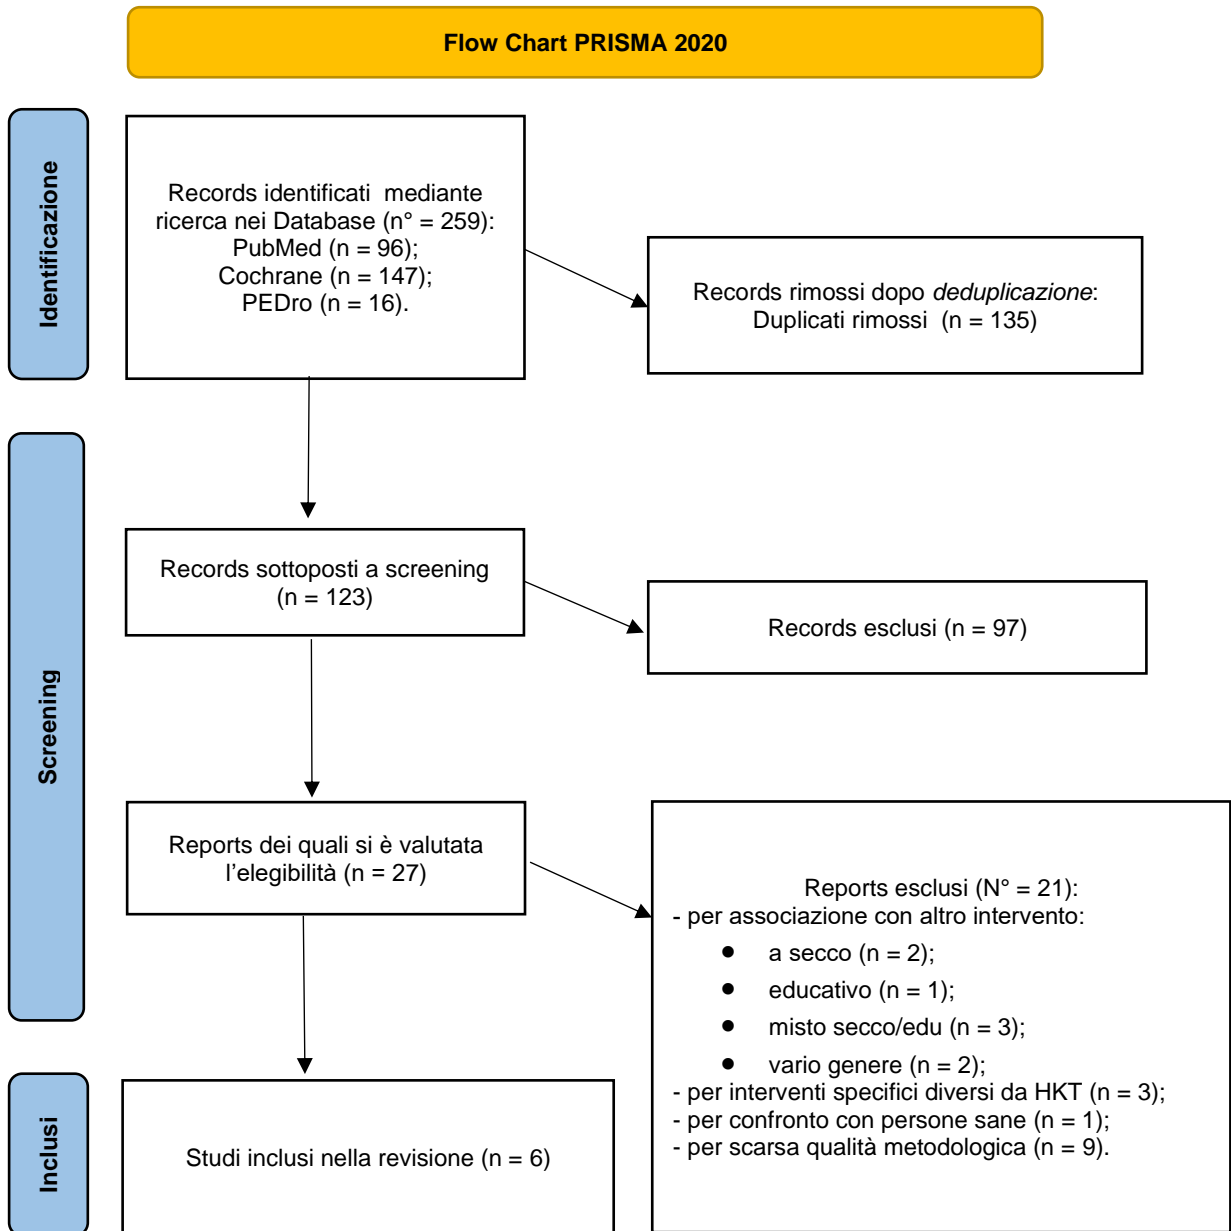 Flow Chart PRISMA 2020
Identificazione
Records identificati mediante
ricerca nei Database (n° = 259):
PubMed (n = 96);
Cochrane (n = 147);
PEDro (n = 16).
Records rimossi dopo deduplicazione:
Duplicati rimossi (n = 135)
Screening
Records sottoposti a screening
(n = 123)
Records esclusi (n = 97)
Reports dei quali si è valutata
l'elegibilità (n = 27)
Reports esclusi (N° = 21):
- per associazione con altro intervento:
● a secco (n = 2);
● educativo (n = 1);
● misto secco/edu (n = 3);
● vario genere (n = 2);
- per interventi specifici diversi da HKT (n = 3);
- per confronto con persone sane (n = 1);
- per scarsa qualità metodologica (n = 9).
Inclusi
Studi inclusi nella revisione (n = 6)